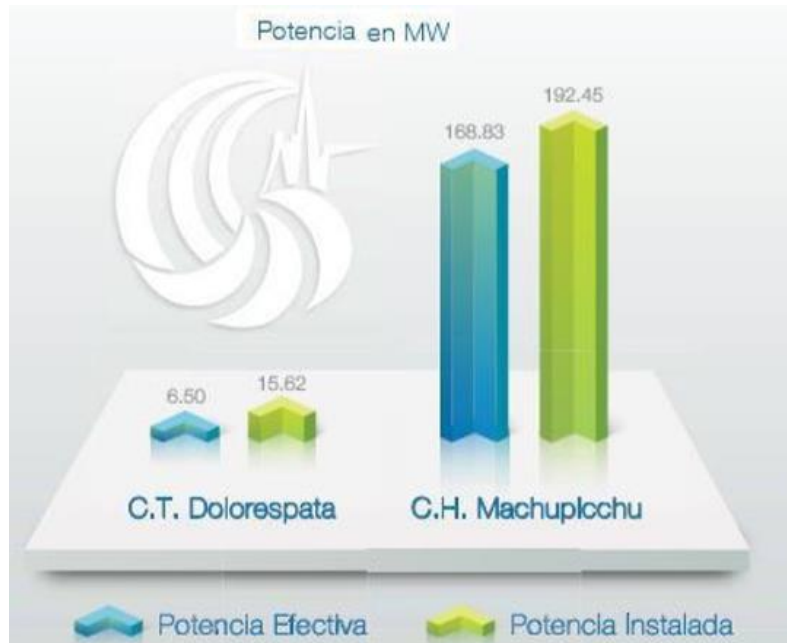 Potencia en MW
192.45
168.83
15.62
6.50
C.T. Dolorespata
C.H. Machupicchu
Potencia Efectiva
Potencia Instalada